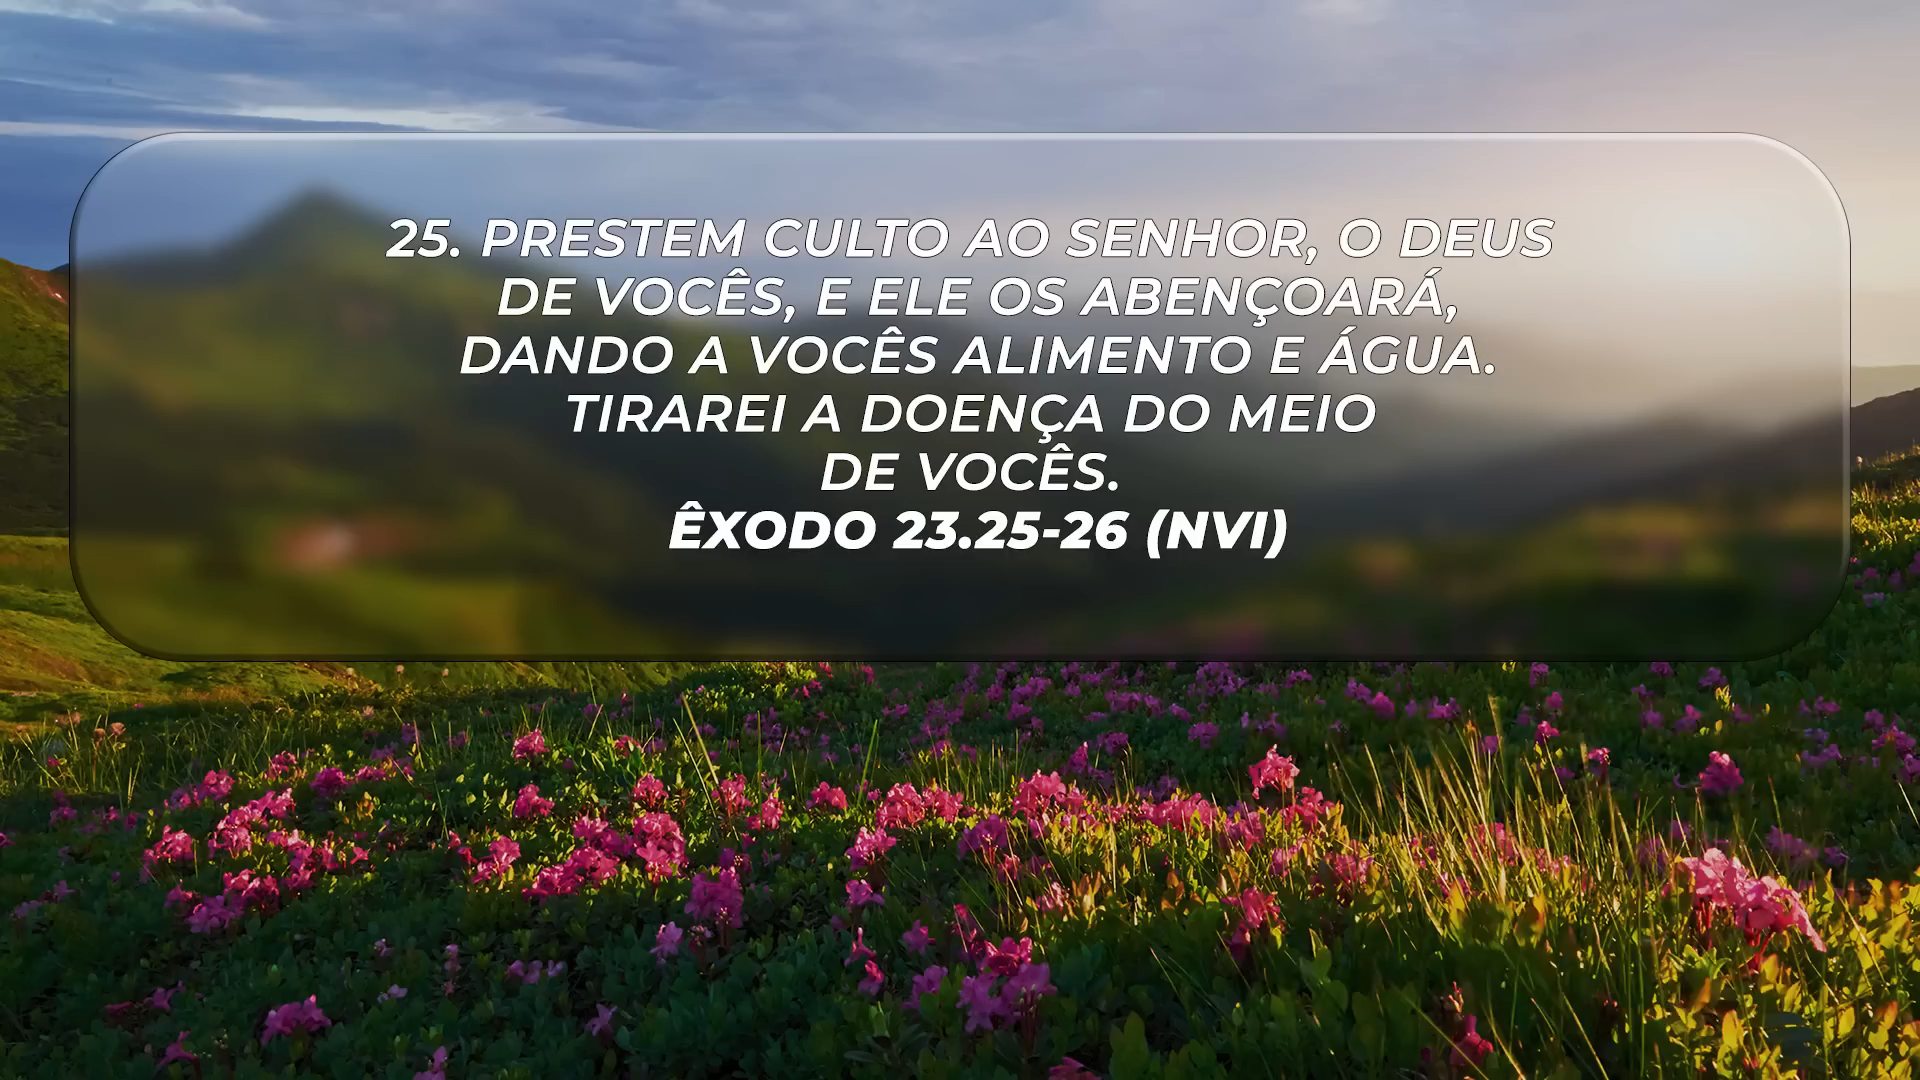 25. PRESTEM CULTO AO SENHOR, O DEUS
DE VOCÊS, E ELE OS ABENÇOARÁ,
DANDO A VOCÊS ALIMENTO E ÁGUA.
TIRAREI A DOENÇA DO MEIO
DE VOCÊS.
ÊXODO 23.25-26 (NVI)